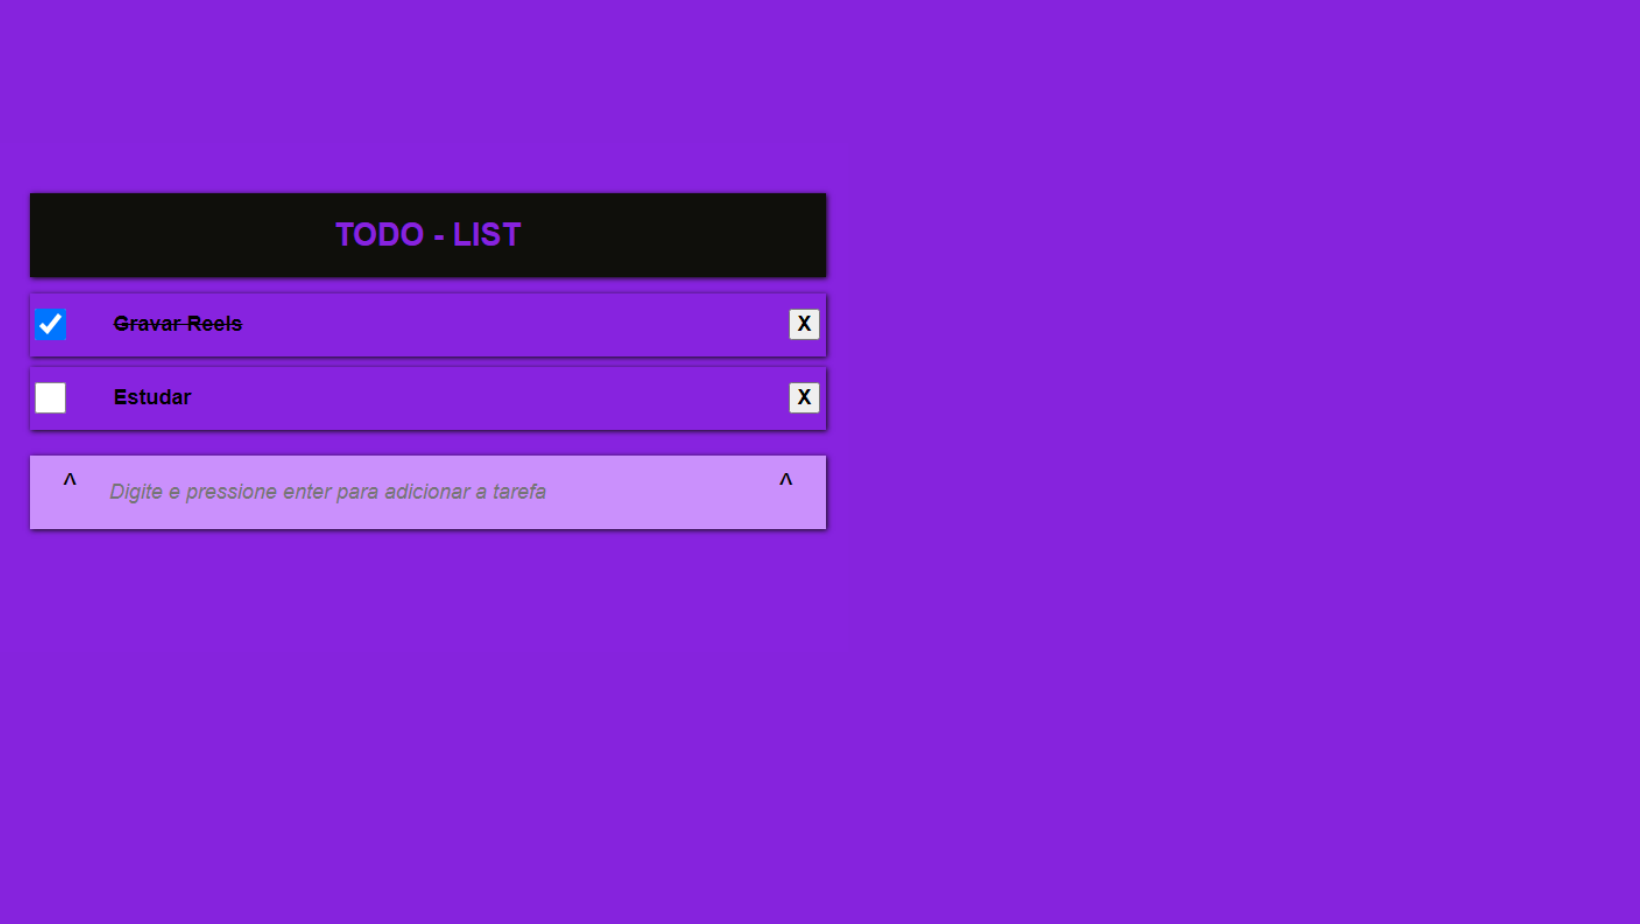 TODO - LIST
Gravar Reels X
Estudar X
^ Digite e pressione enter para adicionar a tarefa ^